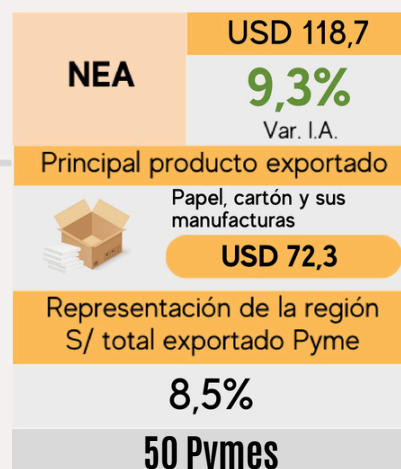 NEA
USD 118,7
9,3%
Var. I.A.
Principal producto exportado
Papel, cartón y sus
manufacturas
USD 72,3
Representación de la región
S/ total exportado Pyme
8,5%
50 Pymes